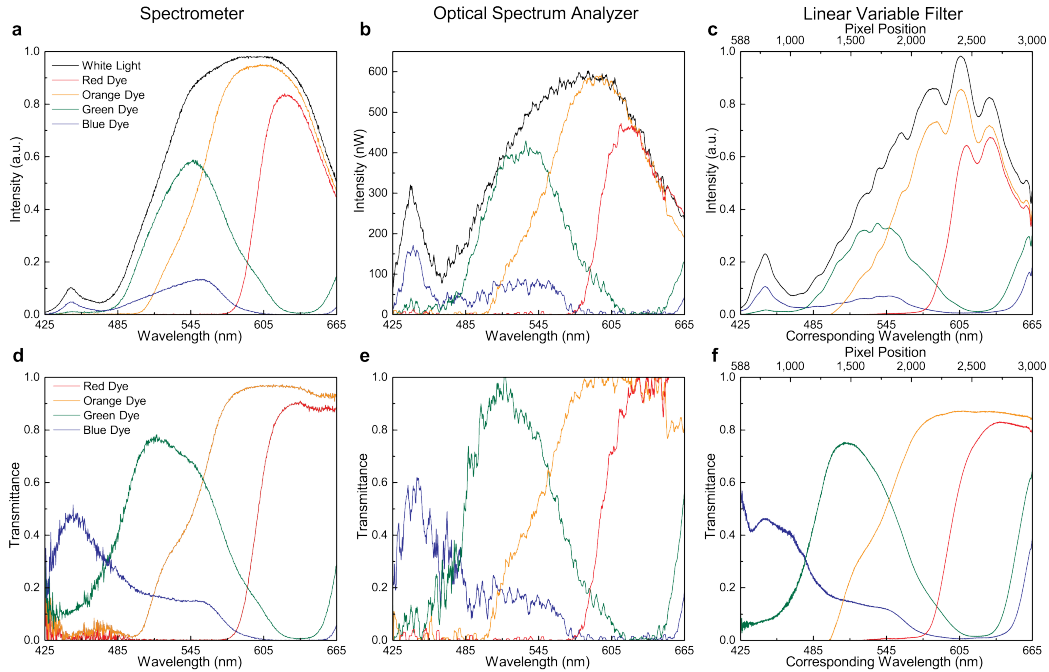 Spectrometer
Optical Spectrum Analyzer
Linear Variable Filter
a
1.0
0.8
0.6
0.4
0.2
0.0
Intensity (a.u.)
White Light
Red Dye
Orange Dye
Green Dye
Blue Dye
425 485 545 605 665
Wavelength (nm)
b
600
500
400
300
200
100
0
Intensity (nW)
425 485 545 605 665
Wavelength (nm)
c
Pixel Position
588 1,000 1,500 2,000 2,500 3,000
1.0
0.8
0.6
0.4
0.2
0.0
Intensity (a.u.)
425 485 545 605 665
Corresponding Wavelength (nm)
d
1.0
0.8
0.6
0.4
0.2
0.0
Transmittance
Red Dye
Orange Dye
Green Dye
Blue Dye
425 485 545 605 665
Wavelength (nm)
e
1.0
0.8
0.6
0.4
0.2
0.0
Transmittance
425 485 545 605 665
Wavelength (nm)
f
Pixel Position
588 1,000 1,500 2,000 2,500 3,000
1.0
0.8
0.6
0.4
0.2
0.0
Transmittance
425 485 545 605 665
Corresponding Wavelength (nm)